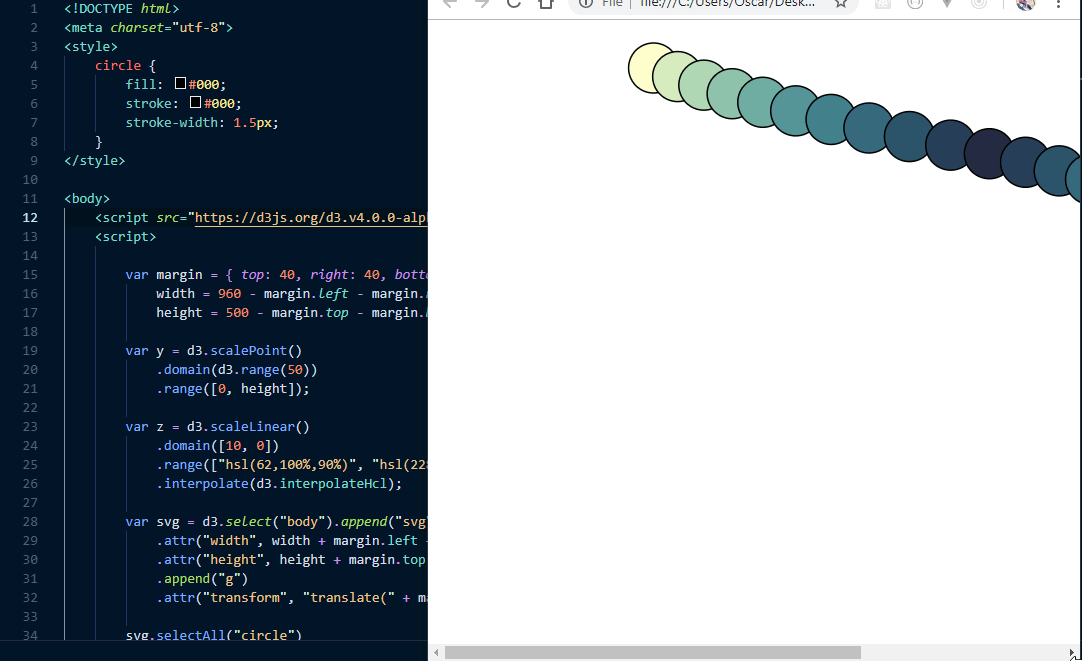 1 <!DOCTYPE html>
2 <meta charset="utf-8">
3 <style>
4 circle {
5 fill: #000;
6 stroke: #000;
7 stroke-width: 1.5px;
8 }
9 </style>
10
11 <body>
12 <script src="https://d3js.org/d3.v4.0.0-alp
13 <script>
14
15 var margin = { top: 40, right: 40, bott
16 width = 960 - margin.left - margin.
17 height = 500 - margin.top - margin.
18
19 var y = d3.scalePoint()
20 .domain(d3.range(50))
21 .range([0, height]);
22
23 var z = d3.scaleLinear()
24 .domain([10, 0])
25 .range(["hsl(62,100%,90%)", "hsl(22
26 .interpolate(d3.interpolateHcl);
27
28 var svg = d3.select("body").append("svg
29 .attr("width", width + margin.left
30 .attr("height", height + margin.top
31 .append("g")
32 .attr("transform", "translate(" + m
33
34 svg.selectAll("circle")
File | file:///C:/Users/Oscar/Desk...